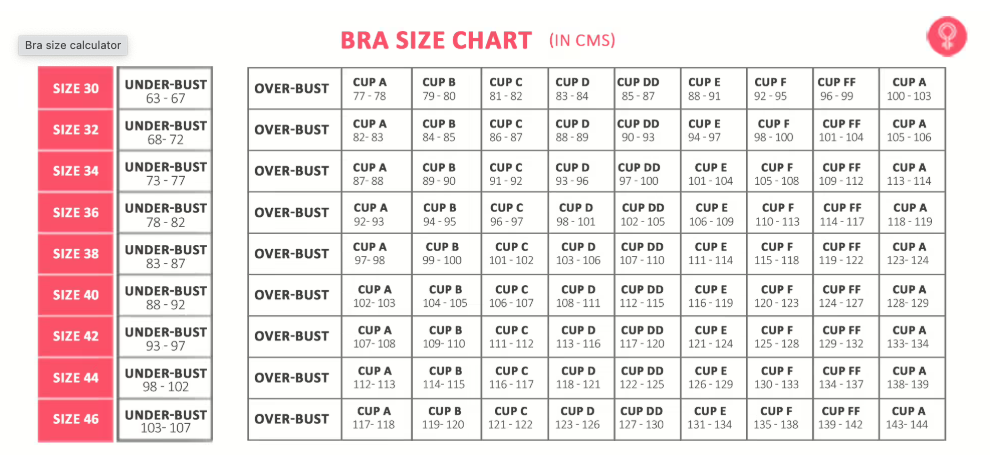 Bra size calculator
BRA SIZE CHART (IN CMS)
SIZE 30 UNDER-BUST OVER-BUST CUP A CUP B CUP C CUP D CUP DD CUP E CUP F CUP FF CUP A
63 - 67 77 - 78 79 - 80 81 - 82 83 - 84 85 - 87 88 - 91 92 - 95 96 - 99 100 - 103
SIZE 32 UNDER-BUST OVER-BUST CUP A CUP B CUP C CUP D CUP DD CUP E CUP F CUP FF CUP A
68- 72 82- 83 84 - 85 86 - 87 88 - 89 90 - 93 94 - 97 98 - 100 101 - 104 105 - 106
SIZE 34 UNDER-BUST OVER-BUST CUP A CUP B CUP C CUP D CUP DD CUP E CUP F CUP FF CUP A
73 - 77 87- 88 89 - 90 91 - 92 93 - 96 97 - 100 101 - 104 105 - 108 109 - 112 113 - 114
SIZE 36 UNDER-BUST OVER-BUST CUP A CUP B CUP C CUP D CUP DD CUP E CUP F CUP FF CUP A
78 - 82 92- 93 94 - 95 96 - 97 98 - 101 102 - 105 106 - 109 110 - 113 114 - 117 118 - 119
SIZE 38 UNDER-BUST OVER-BUST CUP A CUP B CUP C CUP D CUP DD CUP E CUP F CUP FF CUP A
83 - 87 97- 98 99 - 100 101 - 102 103 - 106 107 - 110 111 - 114 115 - 118 119 - 122 123- 124
SIZE 40 UNDER-BUST OVER-BUST CUP A CUP B CUP C CUP D CUP DD CUP E CUP F CUP FF CUP A
88 - 92 102- 103 104 - 105 106 - 107 108 - 111 112 - 115 116 - 119 120 - 123 124 - 127 128- 129
SIZE 42 UNDER-BUST OVER-BUST CUP A CUP B CUP C CUP D CUP DD CUP E CUP F CUP FF CUP A
93 - 97 107- 108 109- 110 111 - 112 113 - 116 117 - 120 121 - 124 125 - 128 129 - 132 133- 134
SIZE 44 UNDER-BUST OVER-BUST CUP A CUP B CUP C CUP D CUP DD CUP E CUP F CUP FF CUP A
98 - 102 112- 113 114- 115 116 - 117 118 - 121 122 - 125 126 - 129 130 - 133 134 - 137 138- 139
SIZE 46 UNDER-BUST OVER-BUST CUP A CUP B CUP C CUP D CUP DD CUP E CUP F CUP FF CUP A
103- 107 117- 118 119- 120 121 - 122 123 - 126 127 - 130 131 - 134 135 - 138 139 - 142 143- 144